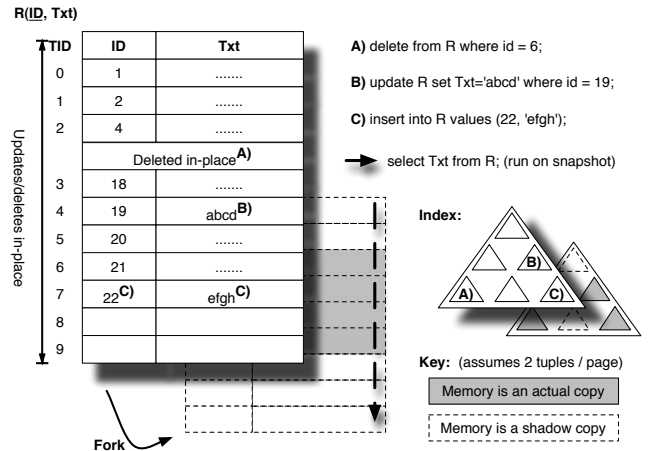 R(ID, Txt)
TID ID Txt
0 1 .......
1 2 .......
2 4 .......
Deleted in-place A)
3 18 .......
4 19 abcd B)
5 20 .......
6 21 .......
7 22 C) efgh C)
8
9
Updates/deletes in-place
Fork
A) delete from R where id = 6;
B) update R set Txt='abcd' where id = 19;
C) insert into R values (22, 'efgh');
select Txt from R; (run on snapshot)
Index:
B)
A) C)
Key: (assumes 2 tuples / page)
Memory is an actual copy
Memory is a shadow copy